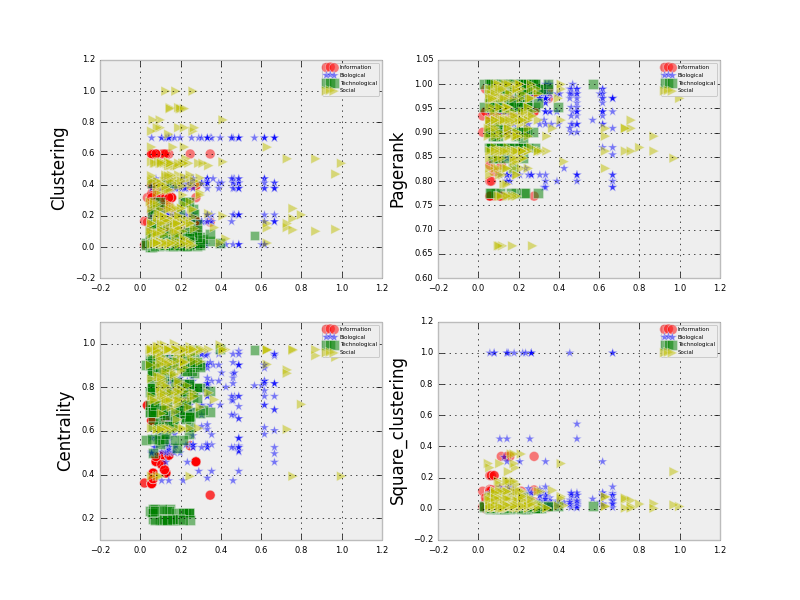 Clustering
1.2
1.0
0.8
0.6
0.4
0.2
0.0
−0.2
−0.2 0.0 0.2 0.4 0.6 0.8 1.0 1.2
Information
Biological
Technological
Social
Pagerank
1.05
1.00
0.95
0.90
0.85
0.80
0.75
0.70
0.65
0.60
−0.2 0.0 0.2 0.4 0.6 0.8 1.0 1.2
Information
Biological
Technological
Social
Centrality
1.0
0.8
0.6
0.4
0.2
−0.2 0.0 0.2 0.4 0.6 0.8 1.0 1.2
Information
Biological
Technological
Social
Square_clustering
1.2
1.0
0.8
0.6
0.4
0.2
0.0
−0.2
−0.2 0.0 0.2 0.4 0.6 0.8 1.0 1.2
Information
Biological
Technological
Social